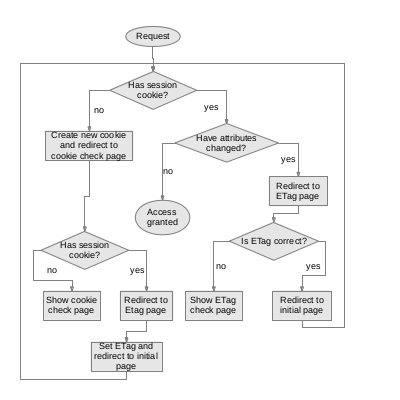 Request
Has session
cookie?
no
yes
Create new cookie
and redirect to
cookie check page
Have attributes
changed?
no
yes
Redirect to
ETag page
Access
granted
Has session
cookie?
Is ETag correct?
no
yes
no
yes
Show cookie
check page
Redirect to
Etag page
Show ETag
check page
Redirect to
initial page
Set ETag and
redirect to initial
page